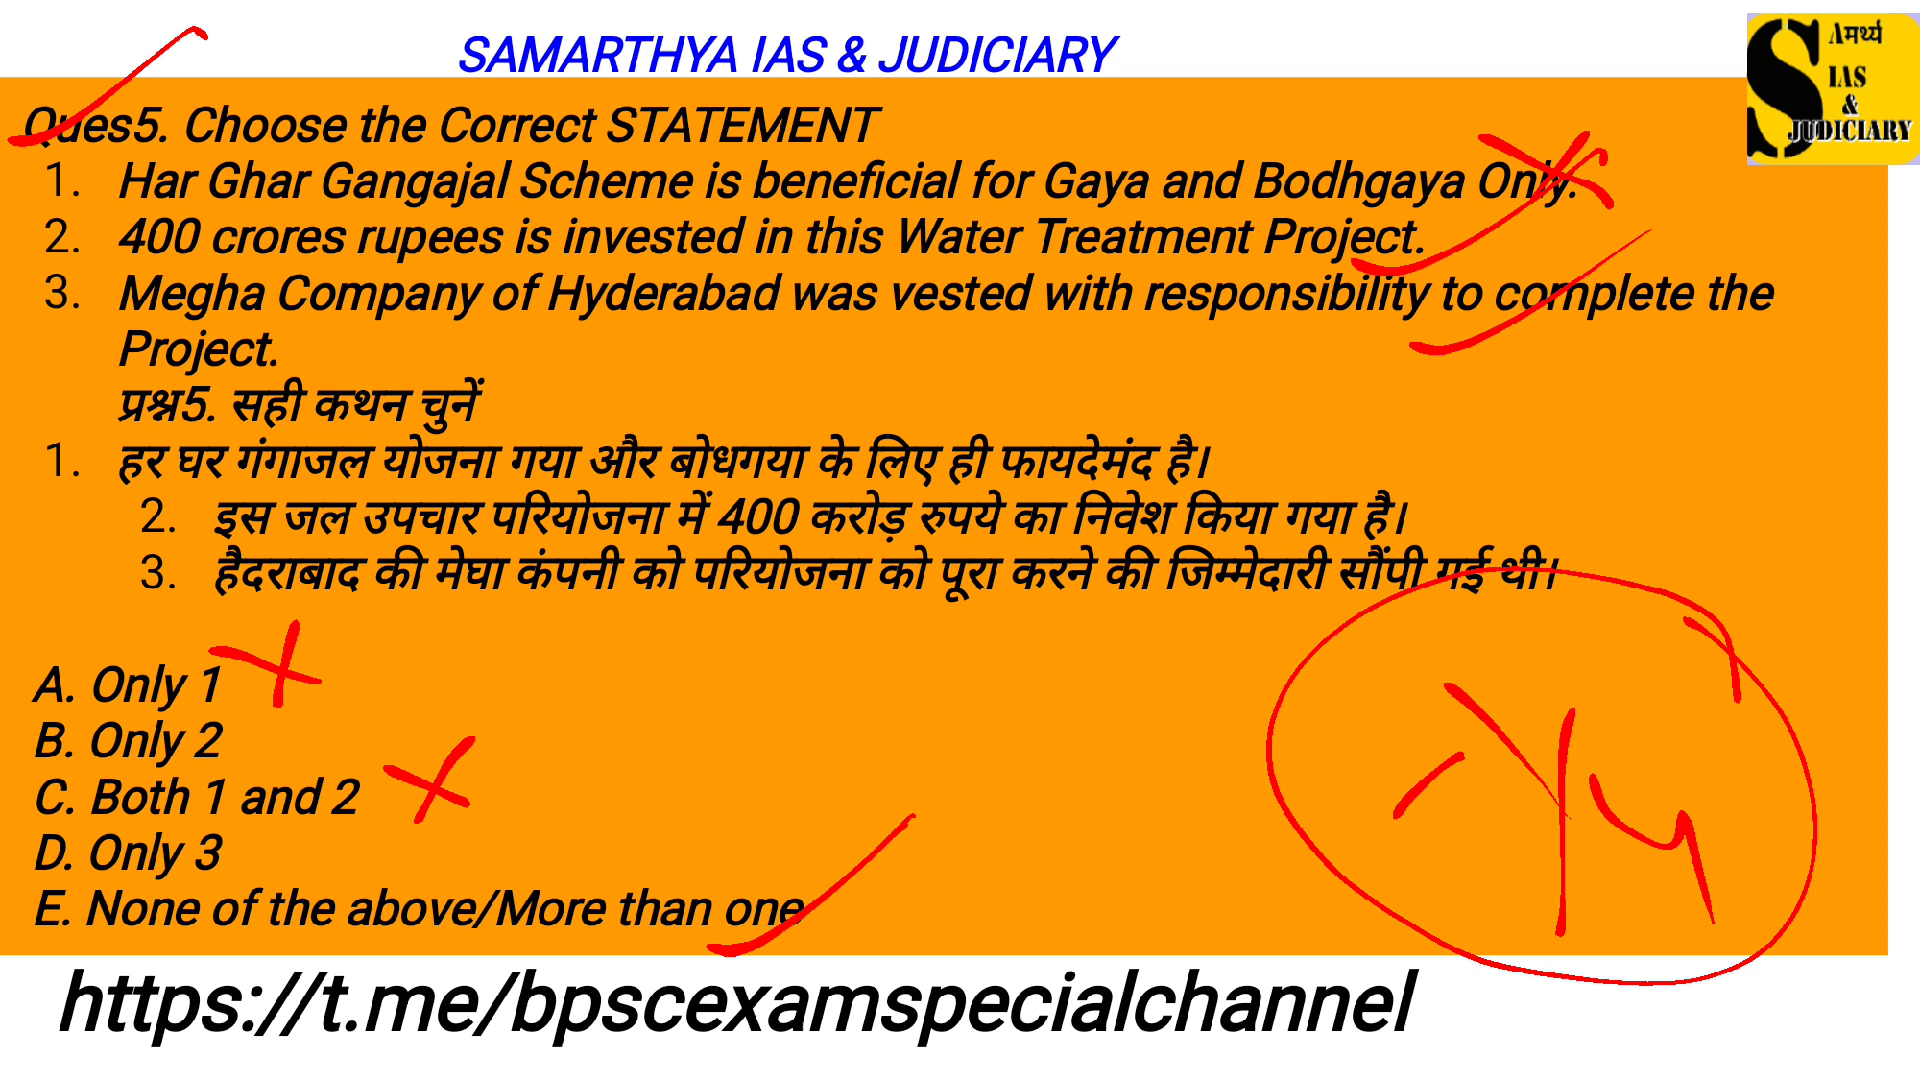 SAMARTHYA IAS & JUDICIARY
Aमर्थ्य
IAS
&
JUDICIARY
Ques5. Choose the Correct STATEMENT
1. Har Ghar Gangajal Scheme is beneficial for Gaya and Bodhgaya Only.
2. 400 crores rupees is invested in this Water Treatment Project.
3. Megha Company of Hyderabad was vested with responsibility to complete the
Project.
प्रश्न5. सही कथन चुनें
1. हर घर गंगाजल योजना गया और बोधगया के लिए ही फायदेमंद है।
2. इस जल उपचार परियोजना में 400 करोड़ रुपये का निवेश किया गया है।
3. हैदराबाद की मेघा कंपनी को परियोजना को पूरा करने की जिम्मेदारी सौंपी गई थी।
A. Only 1
B. Only 2
C. Both 1 and 2
D. Only 3
E. None of the above/More than one
https://t.me/bpscexamspecialchannel